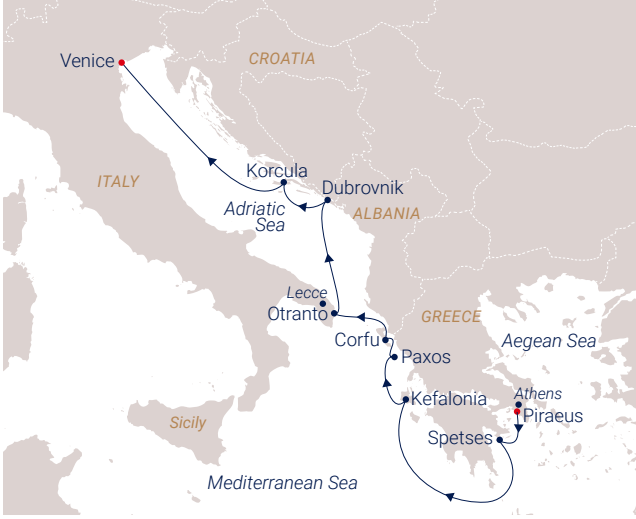 Venice
CROATIA
ITALY
Korcula
Dubrovnik
Adriatic
Sea
ALBANIA
Lecce
Otranto
GREECE
Corfu
Aegean Sea
Paxos
Athens
Kefalonia
Piraeus
Sicily
Spetses
Mediterranean Sea